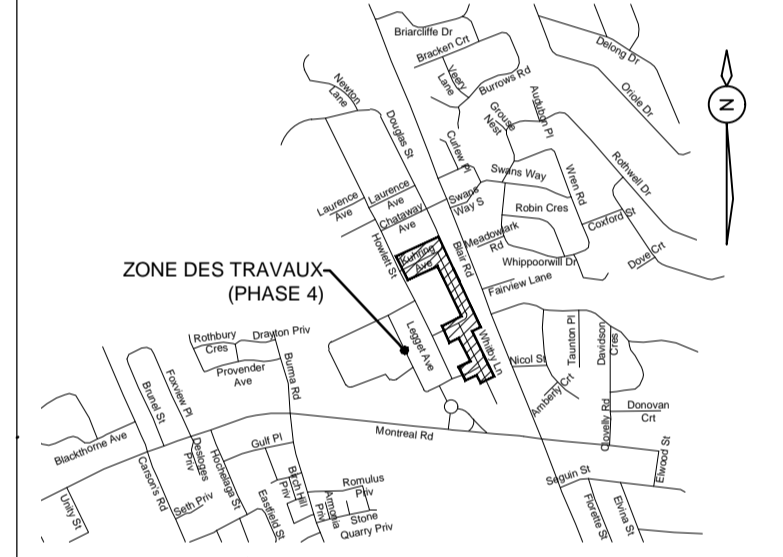 Briarcliffe Dr
Bracken Crt
Delong Dr
Veery
Lane
Burrows Rd
Oriole Dr
Newton
Lane
Audubon Pl
Grouse
Nest
N
Douglas St
Curlew Pl
Rothwell Dr
Swans Way
Wren Rd
Laurence
Ave
Laurence
Ave
Swans
Way S
Robin Cres
Chataway
Ave
Coxford St
Howlett St
Meadowlark
Rd
Blair Rd
Kuhring
Ave
Dove Crt
Whippoorwill Dr
ZONE DES TRAVAUX
(PHASE 4)
Fairview Lane
Legget Ave
Whitby Ln
Rothbury
Cres
Drayton Priv
Provender
Ave
Burma Rd
Nicol St
Taunton Pl
Davidson
Cres
Amberly Crt
Brunel St
Foxview Pl
Donovan
Crt
Clovelly Rd
Montreal Rd
Blackthorne Ave
Gulf Pl
Desloges
Priv
Carson's Rd
Hochelaga St
Elwood St
Seguin St
Birch Hill
Priv
Romulus
Priv
Unity St
Seth Priv
Eastfield St
Armonia
Priv
Stone
Quarry Priv
Florette St
Elvina St